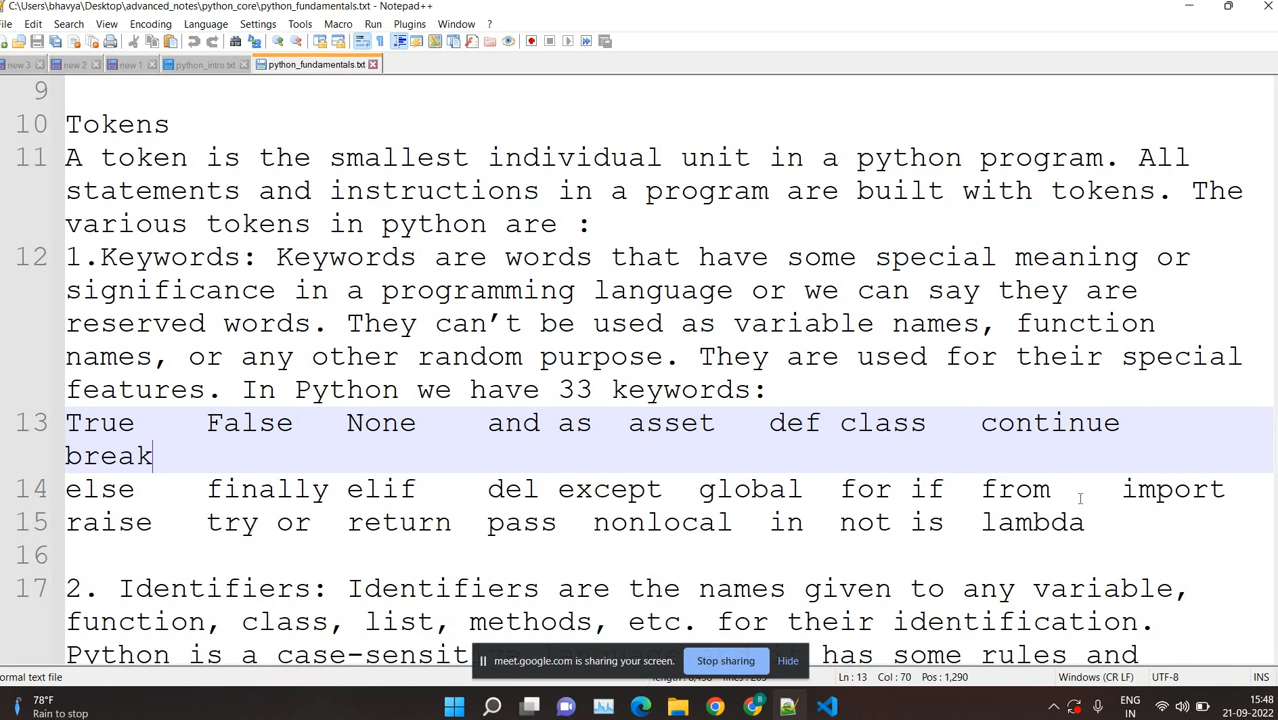 C:\Users\bhavya\Desktop\advanced_notes\python_core\python_fundamentals.txt - Notepad++
File Edit Search View Encoding Language Settings Tools Macro Run Plugins Window ?
new 3 new 2 new 1 python_intro.txt python_fundamentals.txt
9
10 Tokens
11 A token is the smallest individual unit in a python program. All
statements and instructions in a program are built with tokens. The
various tokens in python are :
12 1.Keywords: Keywords are words that have some special meaning or
significance in a programming language or we can say they are
reserved words. They can’t be used as variable names, function
names, or any other random purpose. They are used for their special
features. In Python we have 33 keywords:
13 True False None and as asset def class continue
break
14 else finally elif del except global for if from import
15 raise try or return pass nonlocal in not is lambda
16
17 2. Identifiers: Identifiers are the names given to any variable,
function, class, list, methods, etc. for their identification.
Python is a case-sensitive language and it has some rules and
meet.google.com is sharing your screen. Stop sharing Hide
ormal text file Ln : 13 Col : 70 Pos : 1,290 Windows (CR LF) UTF-8 INS
78°F
Rain to stop
ENG
IN
15:48
21-09-2022